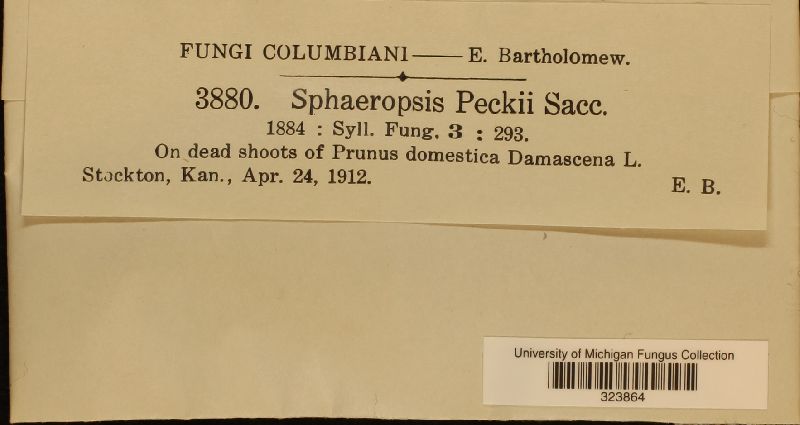 FUNGI COLUMBIANI—— E. Bartholomew.
3880. Sphaeropsis Peckii Sacc.
1884 : Syll. Fung. 3 : 293.
On dead shoots of Prunus domestica Damascena L.
Stockton, Kan., Apr. 24, 1912.
E. B.
University of Michigan Fungus Collection
323864